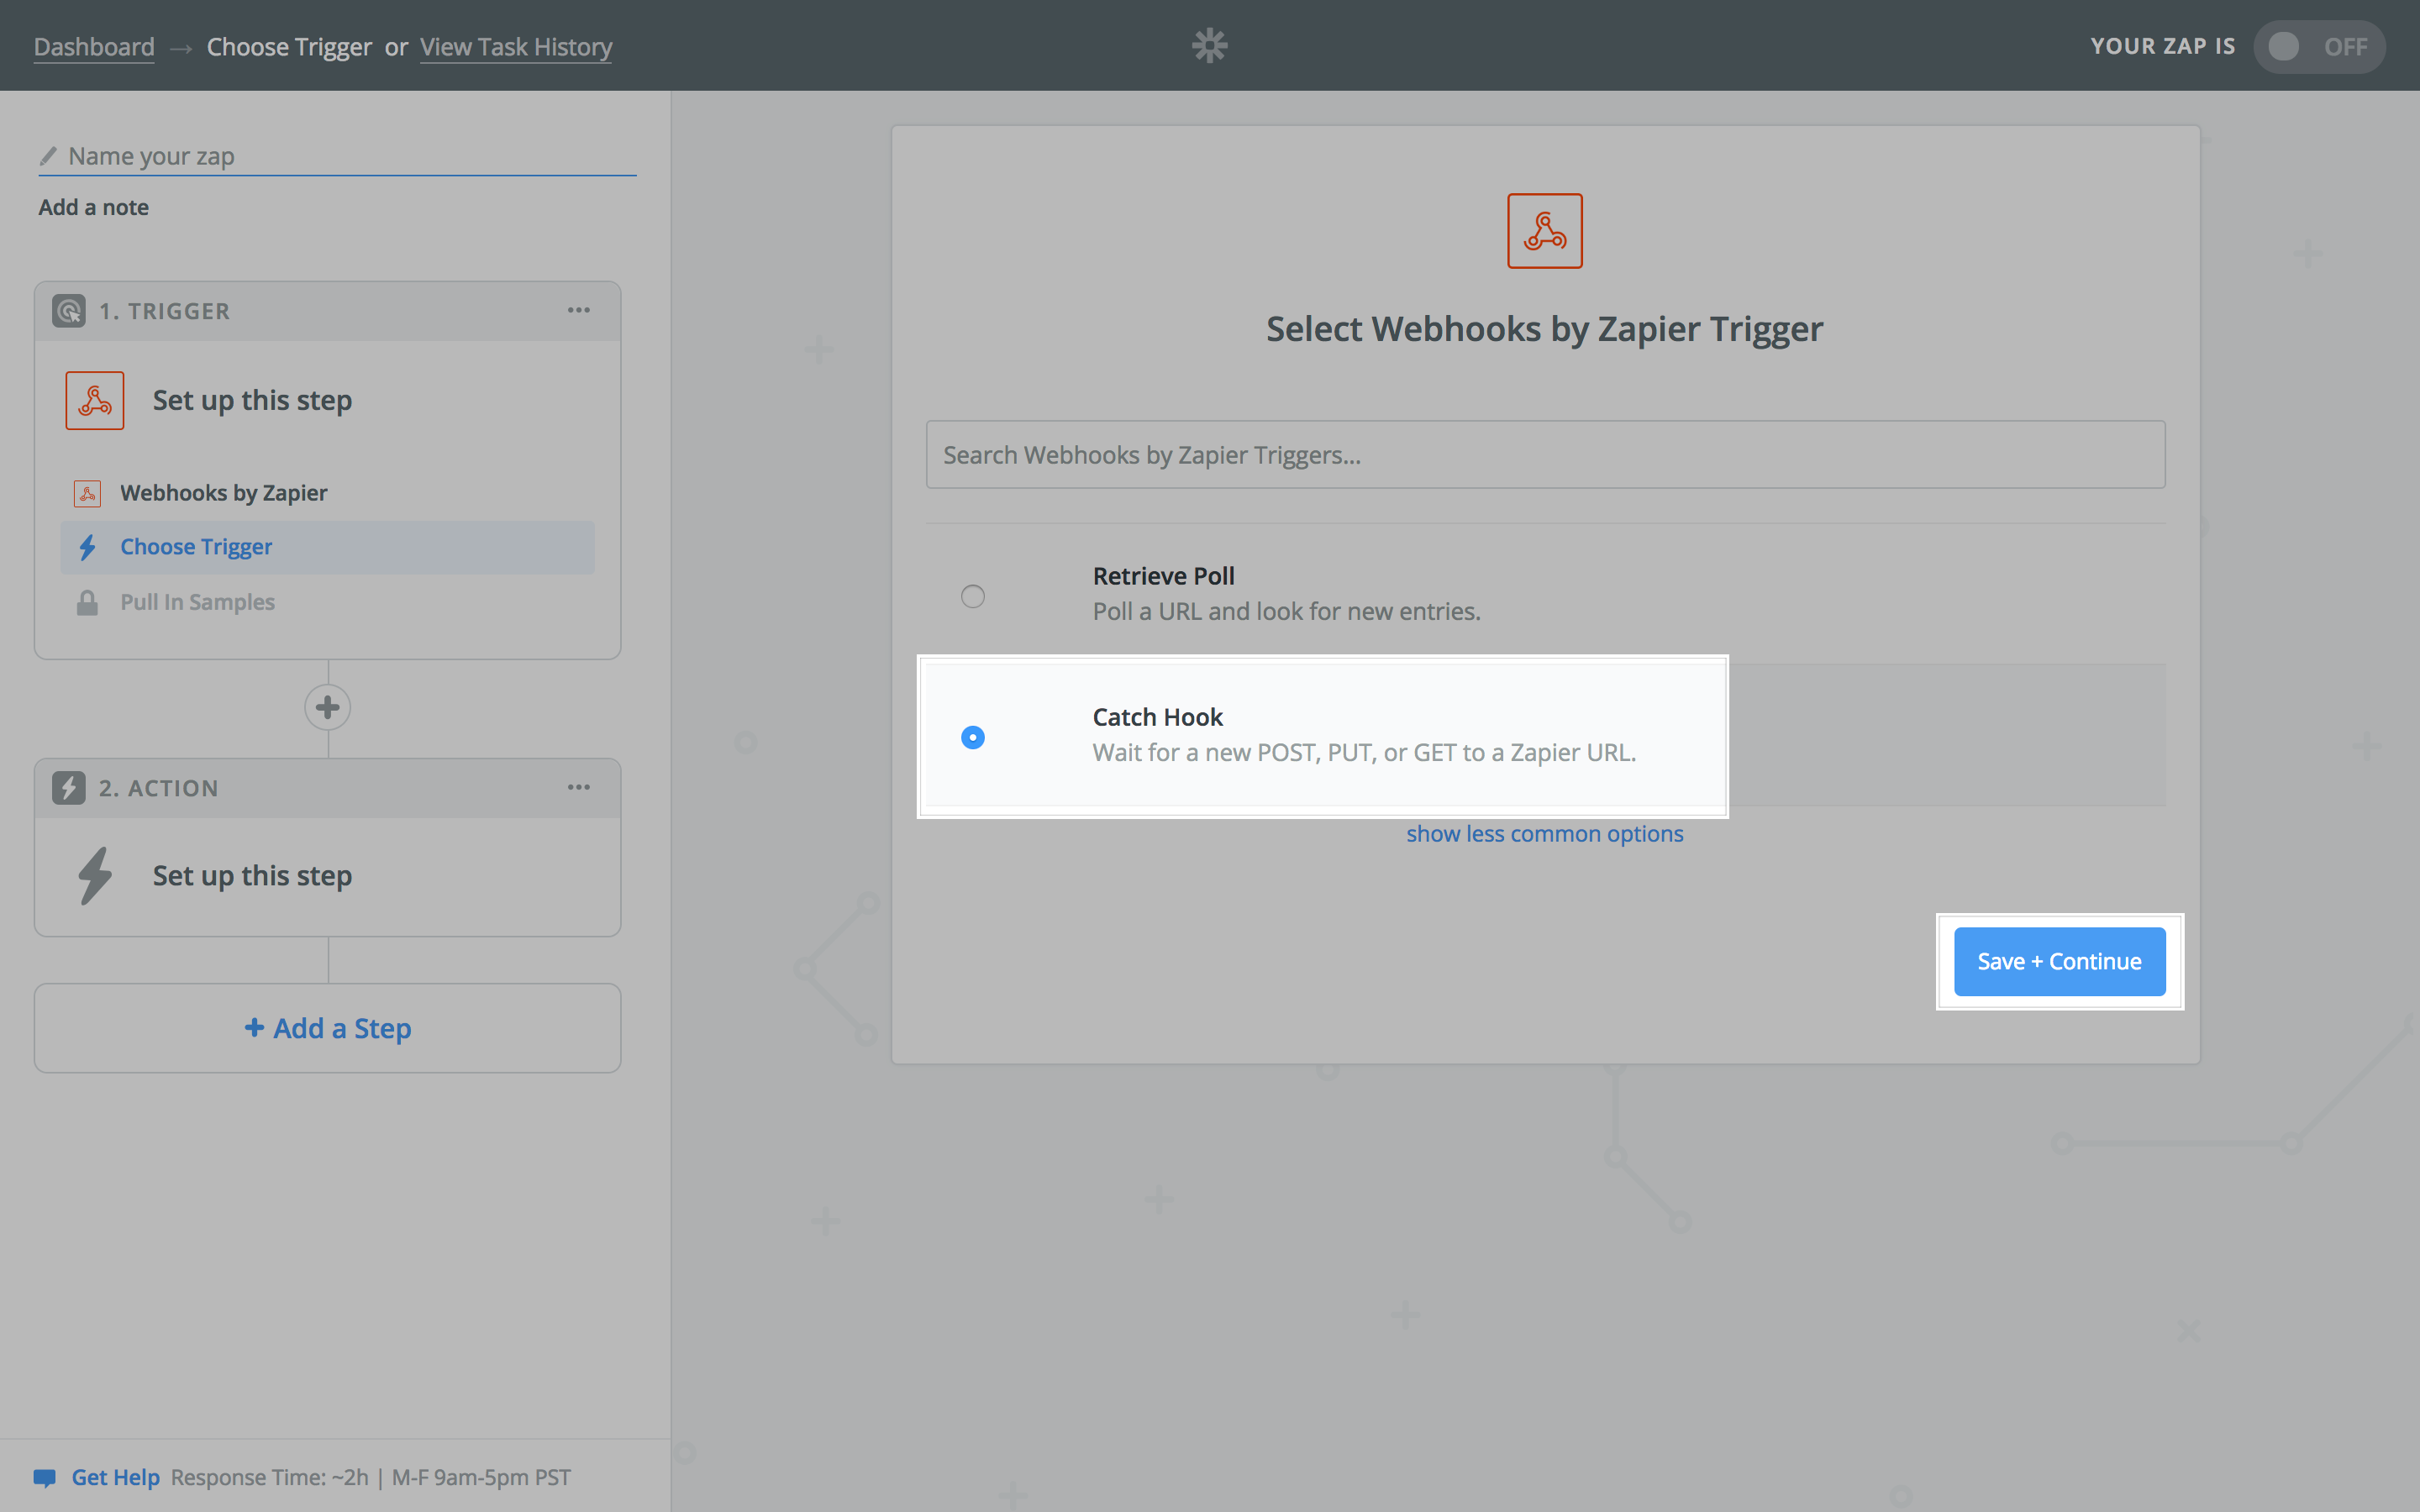 Dashboard → Choose Trigger or View Task History
YOUR ZAP IS OFF
Name your zap
Add a note
1. TRIGGER
Set up this step
Webhooks by Zapier
Choose Trigger
Pull In Samples
2. ACTION
Set up this step
+ Add a Step
Get Help Response Time: ~2h | M-F 9am-5pm PST
Select Webhooks by Zapier Trigger
Search Webhooks by Zapier Triggers...
Retrieve Poll
Poll a URL and look for new entries.
Catch Hook
Wait for a new POST, PUT, or GET to a Zapier URL.
show less common options
Save + Continue